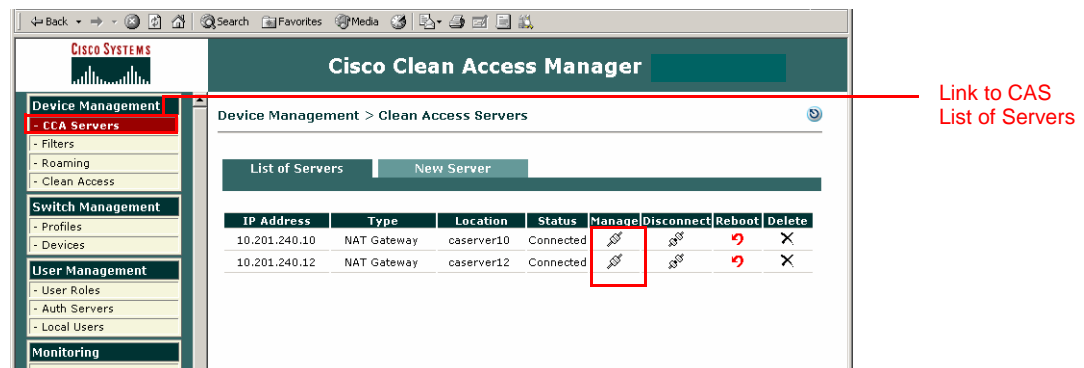 Back Search Favorites Media
CISCO SYSTEMS
Cisco Clean Access Manager
Link to CAS
List of Servers
Device Management
- CCA Servers
- Filters
- Roaming
- Clean Access
Switch Management
- Profiles
- Devices
User Management
- User Roles
- Auth Servers
- Local Users
Monitoring
Device Management > Clean Access Servers
List of Servers New Server
IP Address Type Location Status Manage Disconnect Reboot Delete
10.201.240.10 NAT Gateway caserver10 Connected
10.201.240.12 NAT Gateway caserver12 Connected